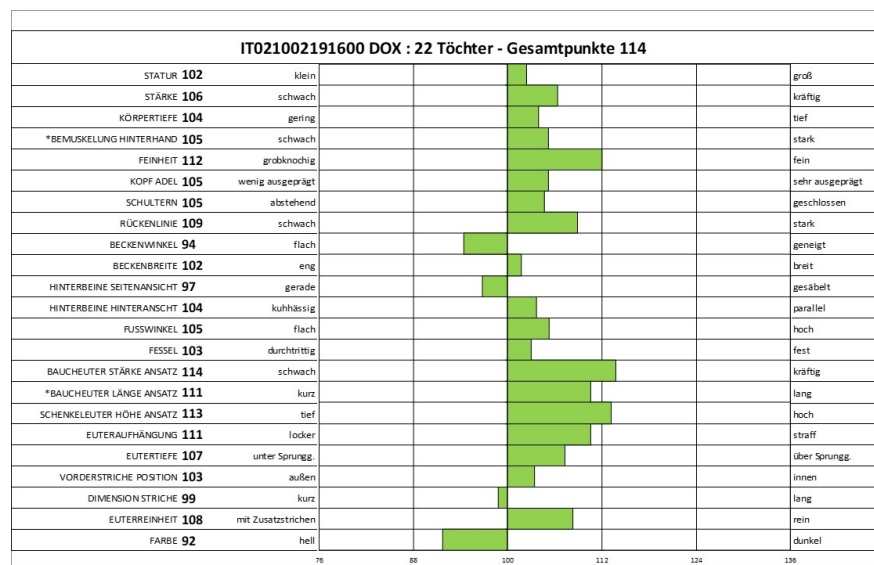 IT021002191600 DOX : 22 Töchter - Gesamtpunkte 114
STATUR 102 klein groß
STÄRKE 106 schwach kräftig
KÖRPERTIEFE 104 gering tief
*BEMUSKELUNG HINTERHAND 105 schwach stark
FEINHEIT 112 grobknochig fein
KOPF ADEL 105 wenig ausgeprägt sehr ausgeprägt
SCHULTERN 105 abstehend geschlossen
RÜCKENLINIE 109 schwach stark
BECKENWINKEL 94 flach geneigt
BECKENBREITE 102 eng breit
HINTERBEINE SEITENANSICHT 97 gerade gesäbelt
HINTERBEINE HINTERANSCHT 104 kuhhässig parallel
FUSSWINKEL 105 flach hoch
FESSEL 103 durchtrittig fest
BAUCHEUTER STÄRKE ANSATZ 114 schwach kräftig
*BAUCHEUTER LÄNGE ANSATZ 111 kurz lang
SCHENKELEUTER HÖHE ANSATZ 113 tief hoch
EUTERAUFHÄNGUNG 111 locker straff
EUTERTIEFE 107 unter Sprungg. über Sprungg.
VORDERSTRICHE POSITION 103 außen innen
DIMENSION STRICHE 99 kurz lang
EUTERREINHEIT 108 mit Zusatzstrichen rein
FARBE 92 hell dunkel
76 88 100 112 124 136